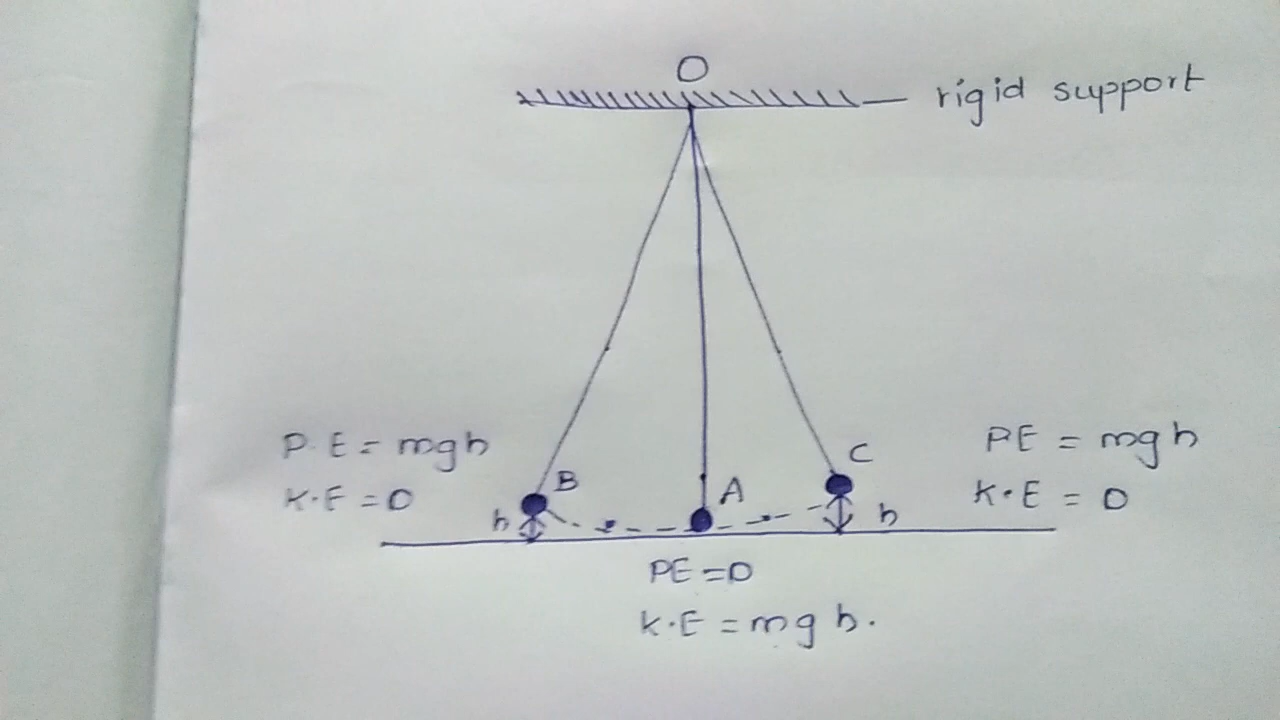 O
rigid support
P.E = mgh
K.E = 0
B
h
A
C
h
PE = mgh
K.E = 0
PE = 0
K.E = mgh.